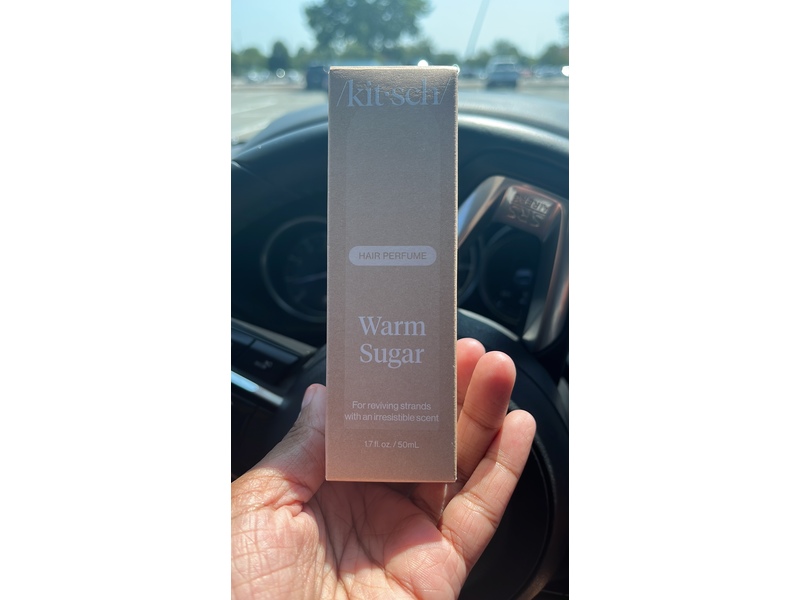 /kit•sch/
HAIR PERFUME
Warm
Sugar
For reviving strands
with an irresistible scent
1.7 fl. oz. / 50mL